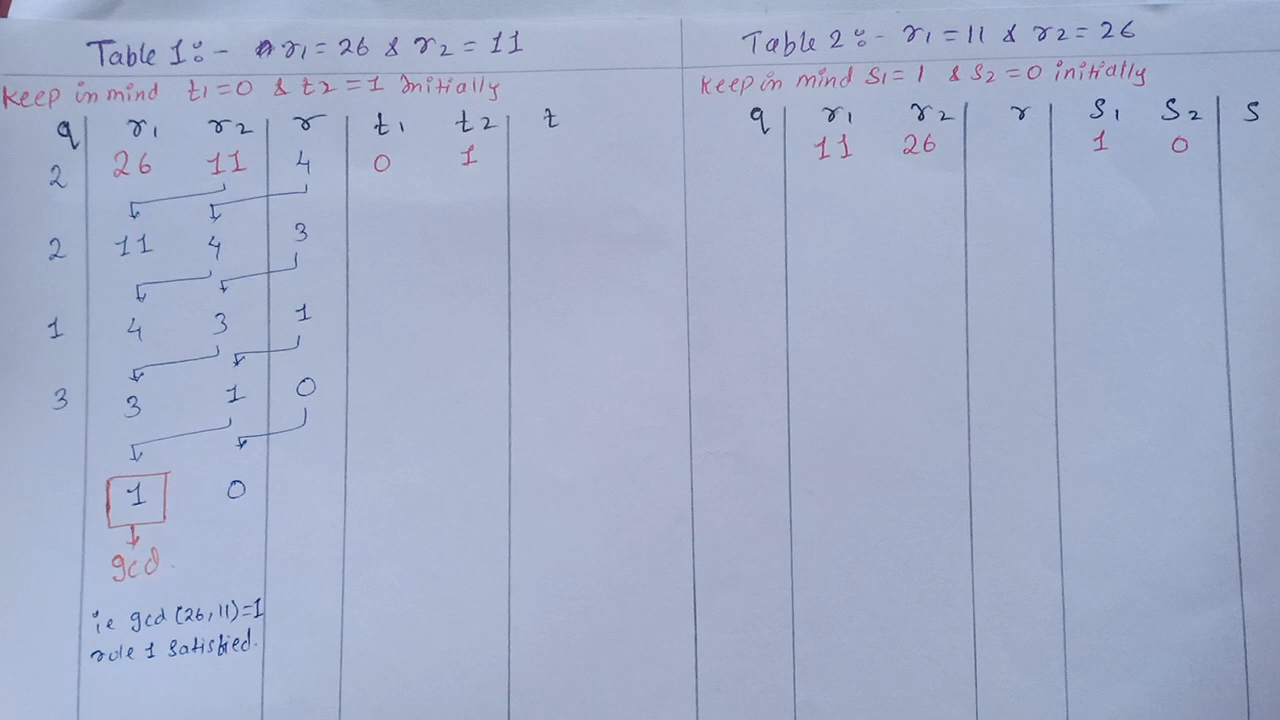 Table 1:- r1 = 26 & r2 = 11
Keep in mind t1 = 0 & t2 = 1 Initially
q r1 r2 r t1 t2 t
2 26 11 4 0 1
2 11 4 3
1 4 3 1
3 3 1 0
1 0
gcd.
ie gcd (26,11)=1
rule 1 satisfied.
Table 2:- r1 = 11 & r2 = 26
Keep in mind S1 = 1 & S2 = 0 initially
q r1 r2 r S1 S2 S
11 26 1 0